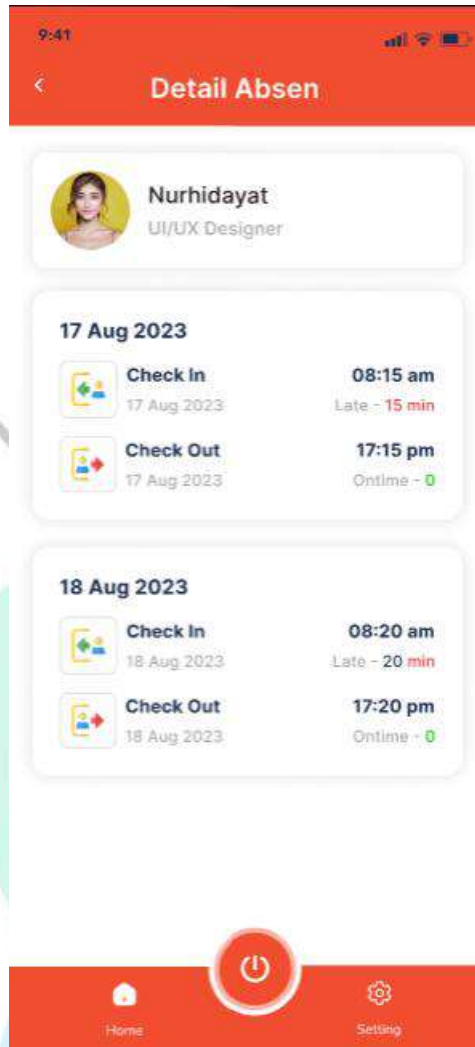 9:41
Detail Absen
Nurhidayat
UI/UX Designer
17 Aug 2023
Check In 08:15 am
17 Aug 2023 Late - 15 min
Check Out 17:15 pm
17 Aug 2023 Ontime - 0
18 Aug 2023
Check In 08:20 am
18 Aug 2023 Late - 20 min
Check Out 17:20 pm
18 Aug 2023 Ontime - 0
Home Setting